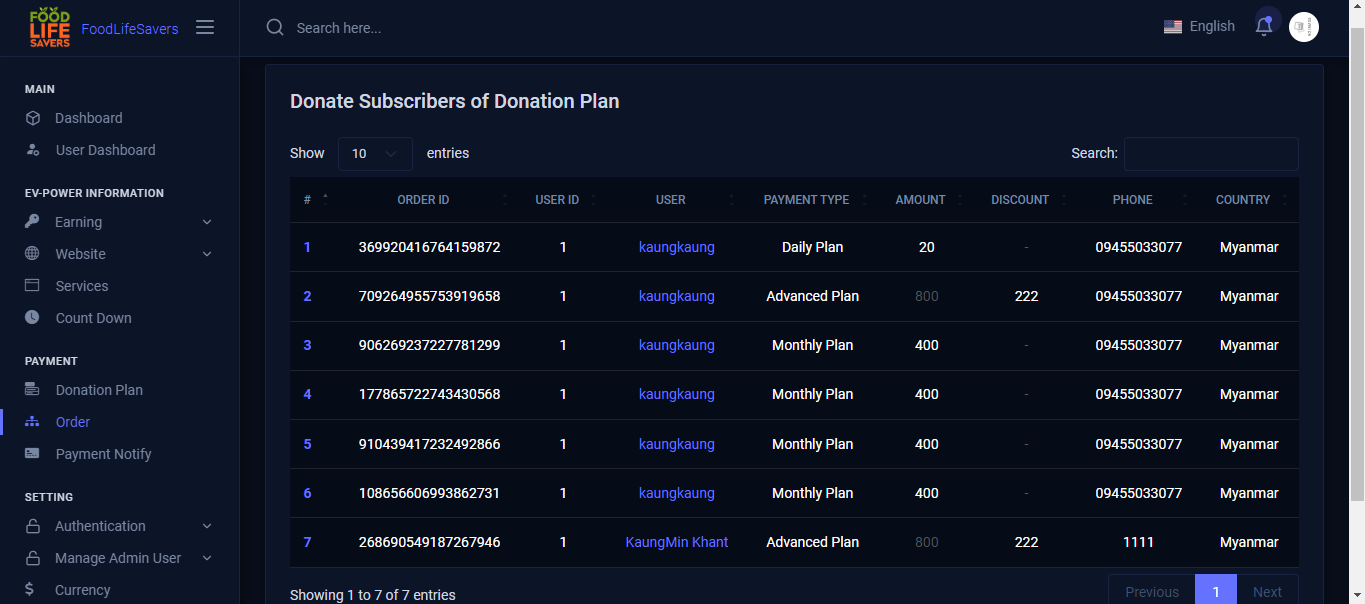 FOOD
LIFE
SAVERS
FoodLifeSavers
Search here...
English
MAIN
Dashboard
User Dashboard
EV-POWER INFORMATION
Earning
Website
Services
Count Down
PAYMENT
Donation Plan
Order
Payment Notify
SETTING
Authentication
Manage Admin User
Currency
Donate Subscribers of Donation Plan
Show 10 entries Search:
# ORDER ID USER ID USER PAYMENT TYPE AMOUNT DISCOUNT PHONE COUNTRY
1 369920416764159872 1 kaungkaung Daily Plan 20 - 09455033077 Myanmar
2 709264955753919658 1 kaungkaung Advanced Plan 800 222 09455033077 Myanmar
3 906269237227781299 1 kaungkaung Monthly Plan 400 - 09455033077 Myanmar
4 177865722743430568 1 kaungkaung Monthly Plan 400 - 09455033077 Myanmar
5 910439417232492866 1 kaungkaung Monthly Plan 400 - 09455033077 Myanmar
6 108656606993862731 1 kaungkaung Monthly Plan 400 - 09455033077 Myanmar
7 268690549187267946 1 KaungMin Khant Advanced Plan 800 222 1111 Myanmar
Showing 1 to 7 of 7 entries
Previous 1 Next